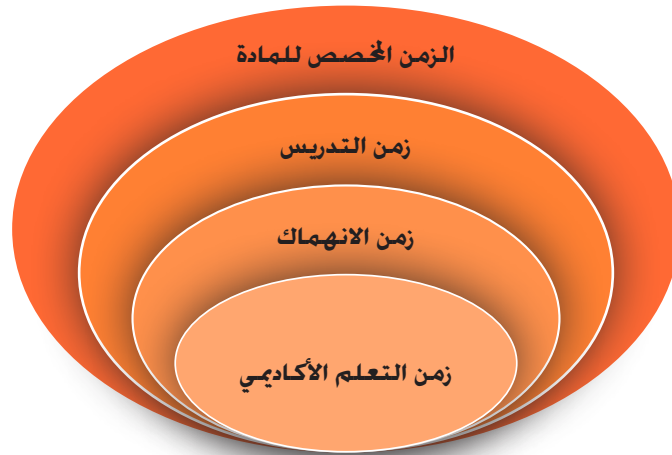 الزمن المخصص للمادة
زمن التدريس
زمن الانهماك
زمن التعلم الأكاديمي